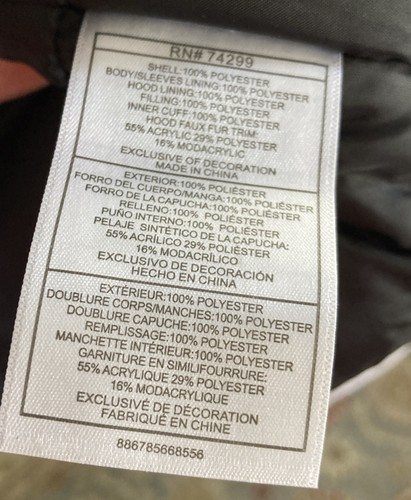 RN# 74299
SHELL:100% POLYESTER
BODY/SLEEVES LINING:100% POLYESTER
HOOD LINING:100% POLYESTER
FILLING:100% POLYESTER
INNER CUFF:100% POLYESTER
HOOD FAUX FUR TRIM:
55% ACRYLIC 29% POLYESTER
16% MODACRYLIC
EXCLUSIVE OF DECORATION
MADE IN CHINA
EXTERIOR:100% POLIÉSTER
FORRO DEL CUERPO/MANGA:100% POLIÉSTER
FORRO DE LA CAPUCHA:100% POLIÉSTER
RELLENO:100% POLIÉSTER
PUÑO INTERNO:100% POLIÉSTER
PELAJE SINTÉTICO DE LA CAPUCHA:
55% ACRÍLICO 29% POLIÉSTER
16% MODACRÍLICO
EXCLUSIVO DE DECORACIÓN
HECHO EN CHINA
EXTÉRIEUR:100% POLYESTER
DOUBLURE CORPS/MANCHES:100% POLYESTER
DOUBLURE CAPUCHE:100% POLYESTER
REMPLISSAGE:100% POLYESTER
MANCHETTE INTÉRIEUR:100% POLYESTER
GARNITURE EN SIMILIFOURRURE:
55% ACRYLIQUE 29% POLYESTER
16% MODACRYLIQUE
EXCLUSIVE DE DÉCORATION
FABRIQUÉ EN CHINE
886785668556